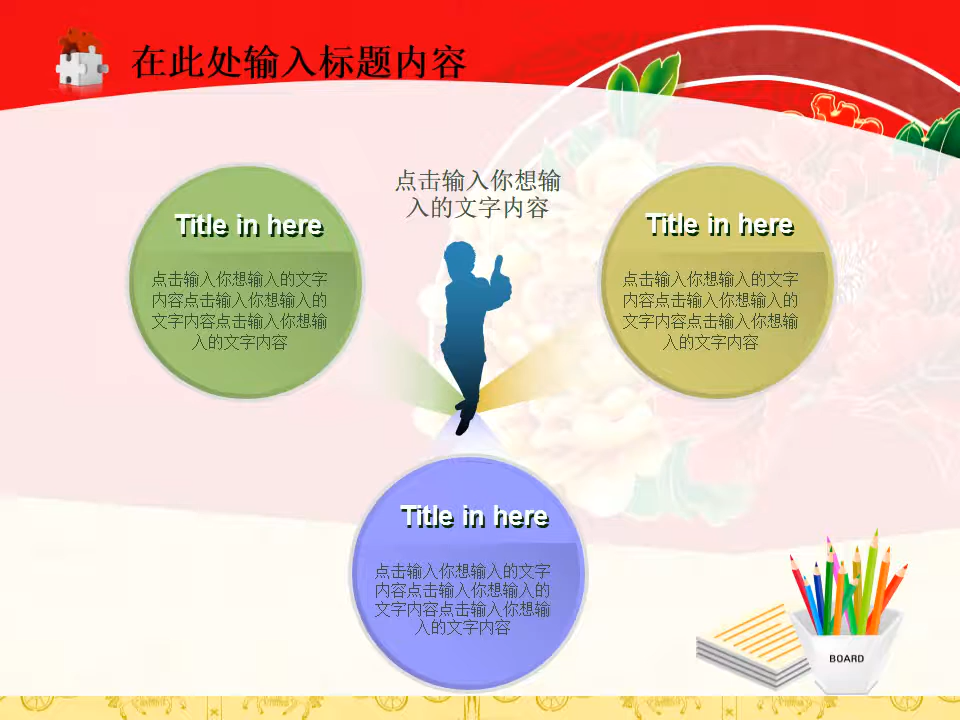 在此处输入标题内容
点击输入你想输
入的文字内容
Title in here
点击输入你想输入的文字
内容点击输入你想输入的
文字内容点击输入你想输
入的文字内容
Title in here
点击输入你想输入的文字
内容点击输入你想输入的
文字内容点击输入你想输
入的文字内容
Title in here
点击输入你想输入的文字
内容点击输入你想输入的
文字内容点击输入你想输
入的文字内容
BOARD